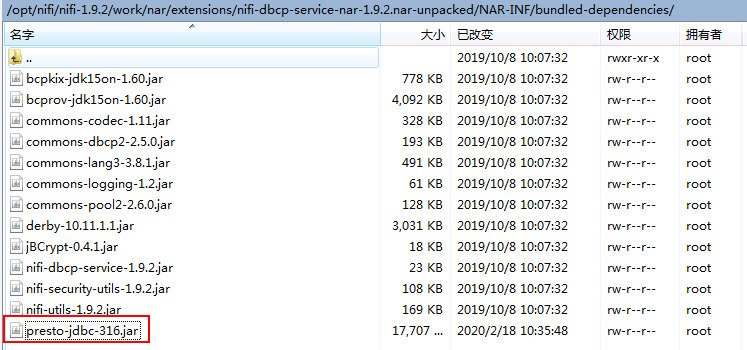 /opt/nifi/nifi-1.9.2/work/nar/extensions/nifi-dbcp-service-nar-1.9.2.nar-unpacked/NAR-INF/bundled-dependencies/
名字 大小 已改变 权限 拥有者
.. 2019/10/8 10:07:32 rwxr-xr-x root
bcpkix-jdk15on-1.60.jar 778 KB 2019/10/8 10:07:32 rw-r--r-- root
bcprov-jdk15on-1.60.jar 4,092 KB 2019/10/8 10:07:32 rw-r--r-- root
commons-codec-1.11.jar 328 KB 2019/10/8 10:07:32 rw-r--r-- root
commons-dbcp2-2.5.0.jar 193 KB 2019/10/8 10:07:32 rw-r--r-- root
commons-lang3-3.8.1.jar 491 KB 2019/10/8 10:07:32 rw-r--r-- root
commons-logging-1.2.jar 61 KB 2019/10/8 10:07:32 rw-r--r-- root
commons-pool2-2.6.0.jar 128 KB 2019/10/8 10:07:32 rw-r--r-- root
derby-10.11.1.1.jar 3,031 KB 2019/10/8 10:07:32 rw-r--r-- root
jBCrypt-0.4.1.jar 18 KB 2019/10/8 10:07:32 rw-r--r-- root
nifi-dbcp-service-1.9.2.jar 23 KB 2019/10/8 10:07:32 rw-r--r-- root
nifi-security-utils-1.9.2.jar 108 KB 2019/10/8 10:07:32 rw-r--r-- root
nifi-utils-1.9.2.jar 169 KB 2019/10/8 10:07:32 rw-r--r-- root
presto-jdbc-316.jar 17,707 ... 2020/2/18 10:35:48 rw-r--r-- root